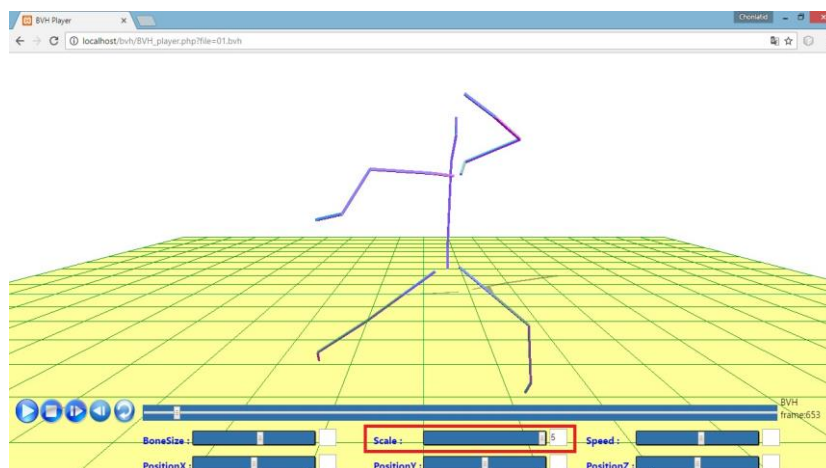 BVH Player
Choniatid
localhost/bvh/BVH_player.php?file=01.bvh
BVH
frame:653
BoneSize :
Scale :
5
Speed :
PositionX :
PositionY :
PositionZ :